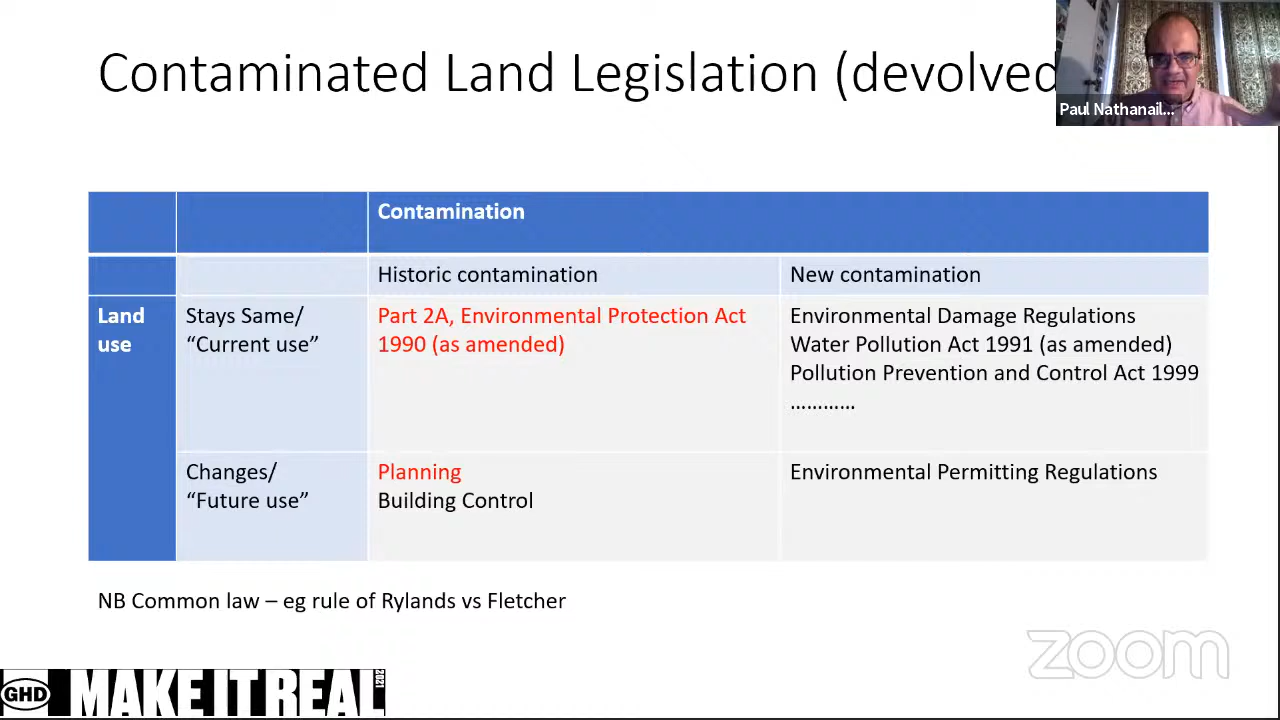 Contaminated Land Legislation (devolved
Paul Nathanail...
Contamination
Historic contamination
New contamination
Land
use
Stays Same/
“Current use”
Part 2A, Environmental Protection Act
1990 (as amended)
Environmental Damage Regulations
Water Pollution Act 1991 (as amended)
Pollution Prevention and Control Act 1999
…………
Changes/
“Future use”
Planning
Building Control
Environmental Permitting Regulations
NB Common law – eg rule of Rylands vs Fletcher
zoom
GHD MAKE IT REAL 2021